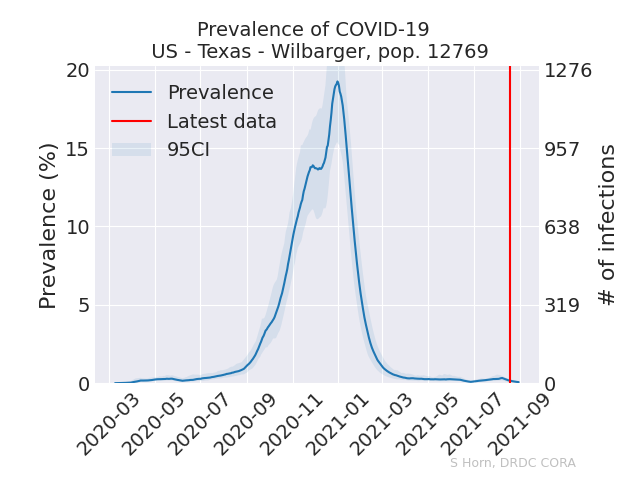 Prevalence of COVID-19
US - Texas - Wilbarger, pop. 12769
Prevalence
Latest data
95CI
Prevalence (%)
20
15
10
5
0
1276
957
638
319
0
# of infections
2020-03
2020-05
2020-07
2020-09
2020-11
2021-01
2021-03
2021-05
2021-07
2021-09
S Horn, DRDC CORA